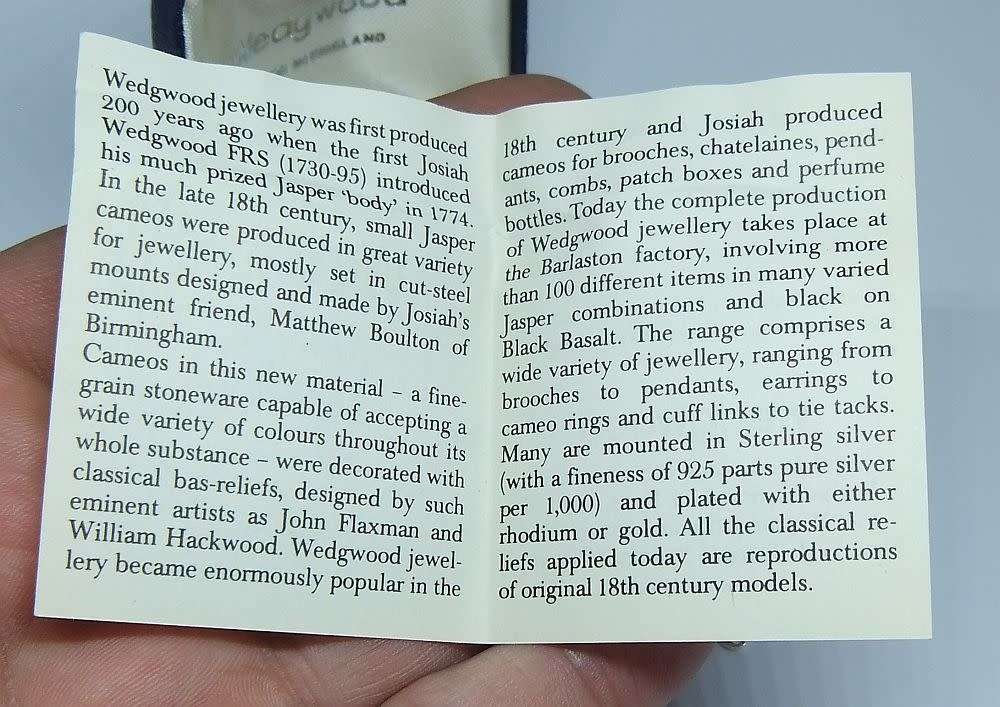 Wedgwood
ENGLAND
Wedgwood jewellery was first produced
200 years ago when the first Josiah
Wedgwood FRS (1730-95) introduced
his much prized Jasper ‘body’ in 1774.
In the late 18th century, small Jasper
cameos were produced in great variety
for jewellery, mostly set in cut-steel
mounts designed and made by Josiah’s
eminent friend, Matthew Boulton of
Birmingham.
Cameos in this new material – a fine-
grain stoneware capable of accepting a
wide variety of colours throughout its
whole substance – were decorated with
classical bas-reliefs, designed by such
eminent artists as John Flaxman and
William Hackwood. Wedgwood jewel-
lery became enormously popular in the
18th century and Josiah produced
cameos for brooches, chatelaines, pend-
ants, combs, patch boxes and perfume
bottles. Today the complete production
of Wedgwood jewellery takes place at
the Barlaston factory, involving more
than 100 different items in many varied
Jasper combinations and black on
Black Basalt. The range comprises a
wide variety of jewellery, ranging from
brooches to pendants, earrings to
cameo rings and cuff links to tie tacks.
Many are mounted in Sterling silver
(with a fineness of 925 parts pure silver
per 1,000) and plated with either
rhodium or gold. All the classical re-
liefs applied today are reproductions
of original 18th century models.